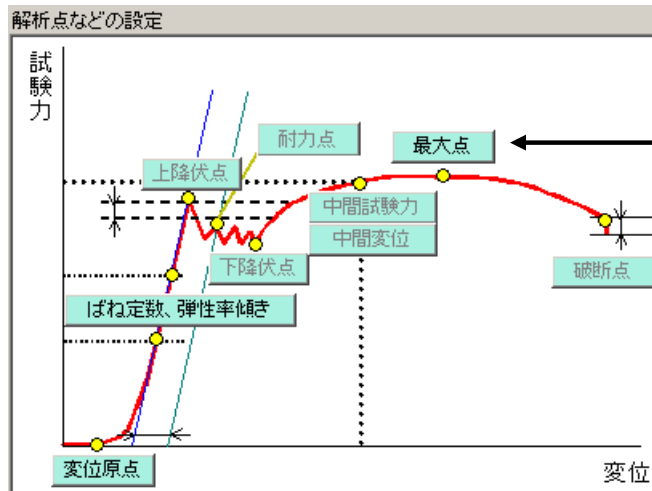 解析点などの設定
試験力
耐力点
最大点
上降伏点
中間試験力
中間変位
下降伏点
破断点
ばね定数、弾性率傾き
変位原点
変位